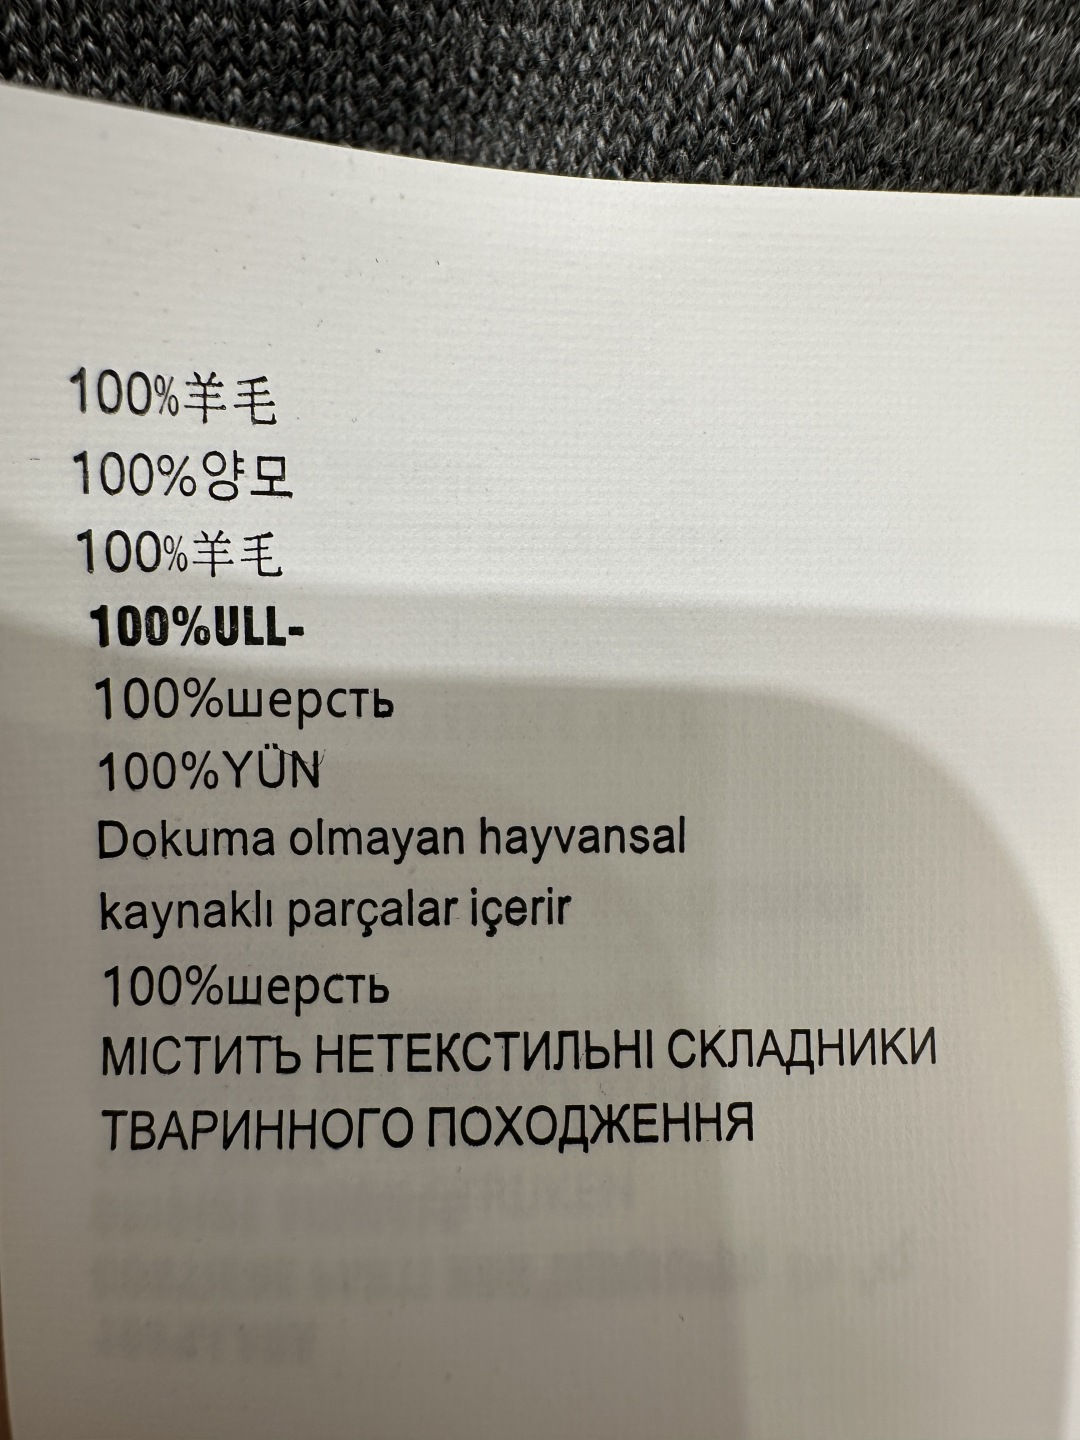 100%羊毛
100%양모
100%羊毛
100%ULL-
100%шерсть
100%YÜN
Dokuma olmayan hayvansal
kaynaklı parçalar içerir
100%шерсть
МІСТИТЬ НЕТЕКСТИЛЬНІ СКЛАДНИКИ
ТВАРИННОГО ПОХОДЖЕННЯ